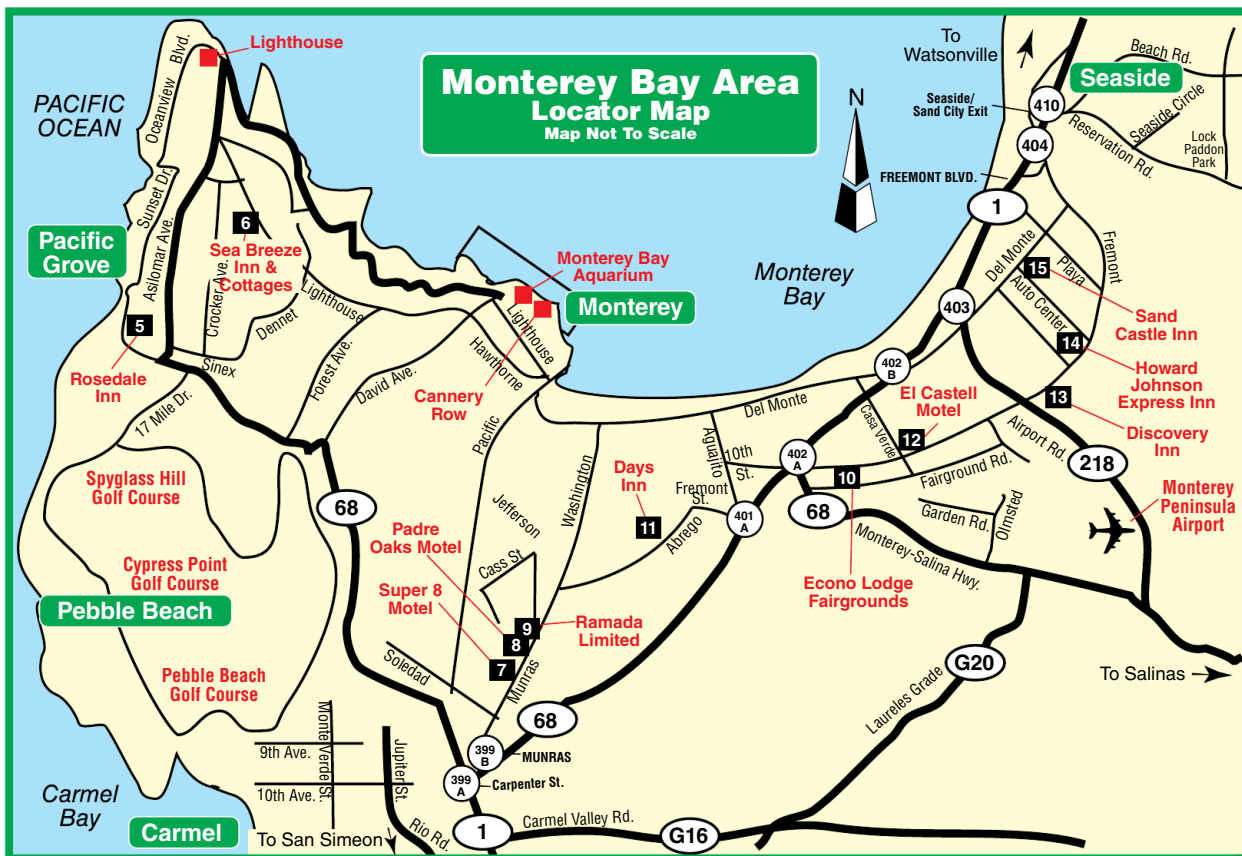 Monterey Bay Area
Locator Map
Map Not To Scale
Lighthouse
Oceanview Blvd.
PACIFIC
OCEAN
To
Watsonville
Beach Rd.
Seaside
Seaside/
Sand City Exit
410
Seaside Circle
Reservation Rd.
Lock
Paddon
Park
404
FREEMONT BLVD.
1
N
Sunset Dr.
Pacific
Grove
Asilomar Ave.
6
Sea Breeze
Inn &
Cottages
Crocker Ave.
Dennet
Lighthouse
Monterey Bay
Aquarium
Monterey
Monterey
Bay
Del Monte
Fremont
Playa
15
Auto Center
Sand
Castle Inn
403
14
Howard
Johnson
Express Inn
5
Rosedale
Inn
Sinex
17 Mile Dr.
Forest Ave.
David Ave.
Lighthouse
Hawthorne
Cannery
Row
Pacific
402
B
El Castell
Motel
Del Monte
Casa Verde
12
13
Discovery
Inn
Airport Rd.
218
Spyglass Hill
Golf Course
68
Jefferson
Washington
Days
Inn
11
Aguajito
10th
St.
Fremont
St.
Abrego
402
A
401
A
10
68
Fairground Rd.
Garden Rd.
Olmsted
Monterey
Peninsula
Airport
Monterey-Salina Hwy.
Econo Lodge
Fairgrounds
Padre
Oaks Motel
Cass St.
Cypress Point
Golf Course
Pebble Beach
Super 8
Motel
9
8
7
Ramada
Limited
Munras
Soledad
Pebble Beach
Golf Course
G20
Laureles Grade
To Salinas
68
399
B
MUNRAS
399
A
Carpenter St.
Monte Verde St.
Jupiter St.
9th Ave.
10th Ave.
Carmel
Bay
Carmel
To San Simeon
Rio Rd.
1
Carmel Valley Rd.
G16